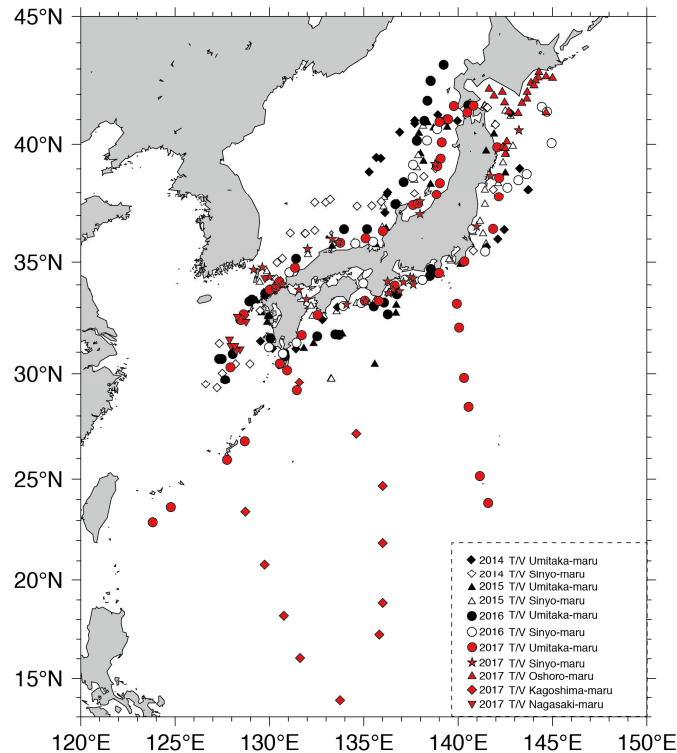 45°N
40°N
35°N
30°N
25°N
20°N
15°N
2014 T/V Umitaka-maru
2014 T/V Sinyo-maru
2015 T/V Umitaka-maru
2015 T/V Sinyo-maru
2016 T/V Umitaka-maru
2016 T/V Sinyo-maru
2017 T/V Umitaka-maru
2017 T/V Sinyo-maru
2017 T/V Oshoro-maru
2017 T/V Kagoshima-maru
2017 T/V Nagasaki-maru
120°E 125°E 130°E 135°E 140°E 145°E 150°E